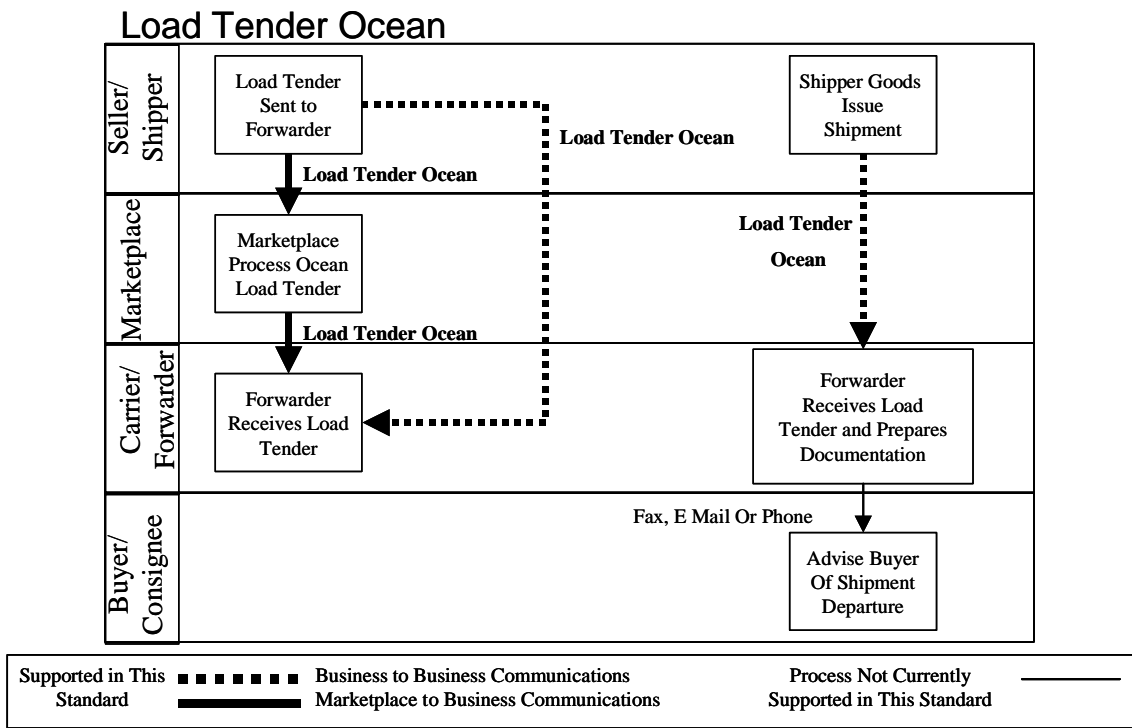 Load Tender Ocean
Seller/
Shipper
Load Tender
Sent to
Forwarder
Shipper Goods
Issue
Shipment
Load Tender Ocean
Load Tender Ocean
Marketplace
Marketplace
Process Ocean
Load Tender
Load Tender
Ocean
Load Tender Ocean
Carrier/
Forwarder
Forwarder
Receives Load
Tender
Forwarder
Receives Load
Tender and Prepares
Documentation
Buyer/
Consignee
Fax, E Mail Or Phone
Advise Buyer
Of Shipment
Departure
Supported in This
Standard
Business to Business Communications
Marketplace to Business Communications
Process Not Currently
Supported in This Standard